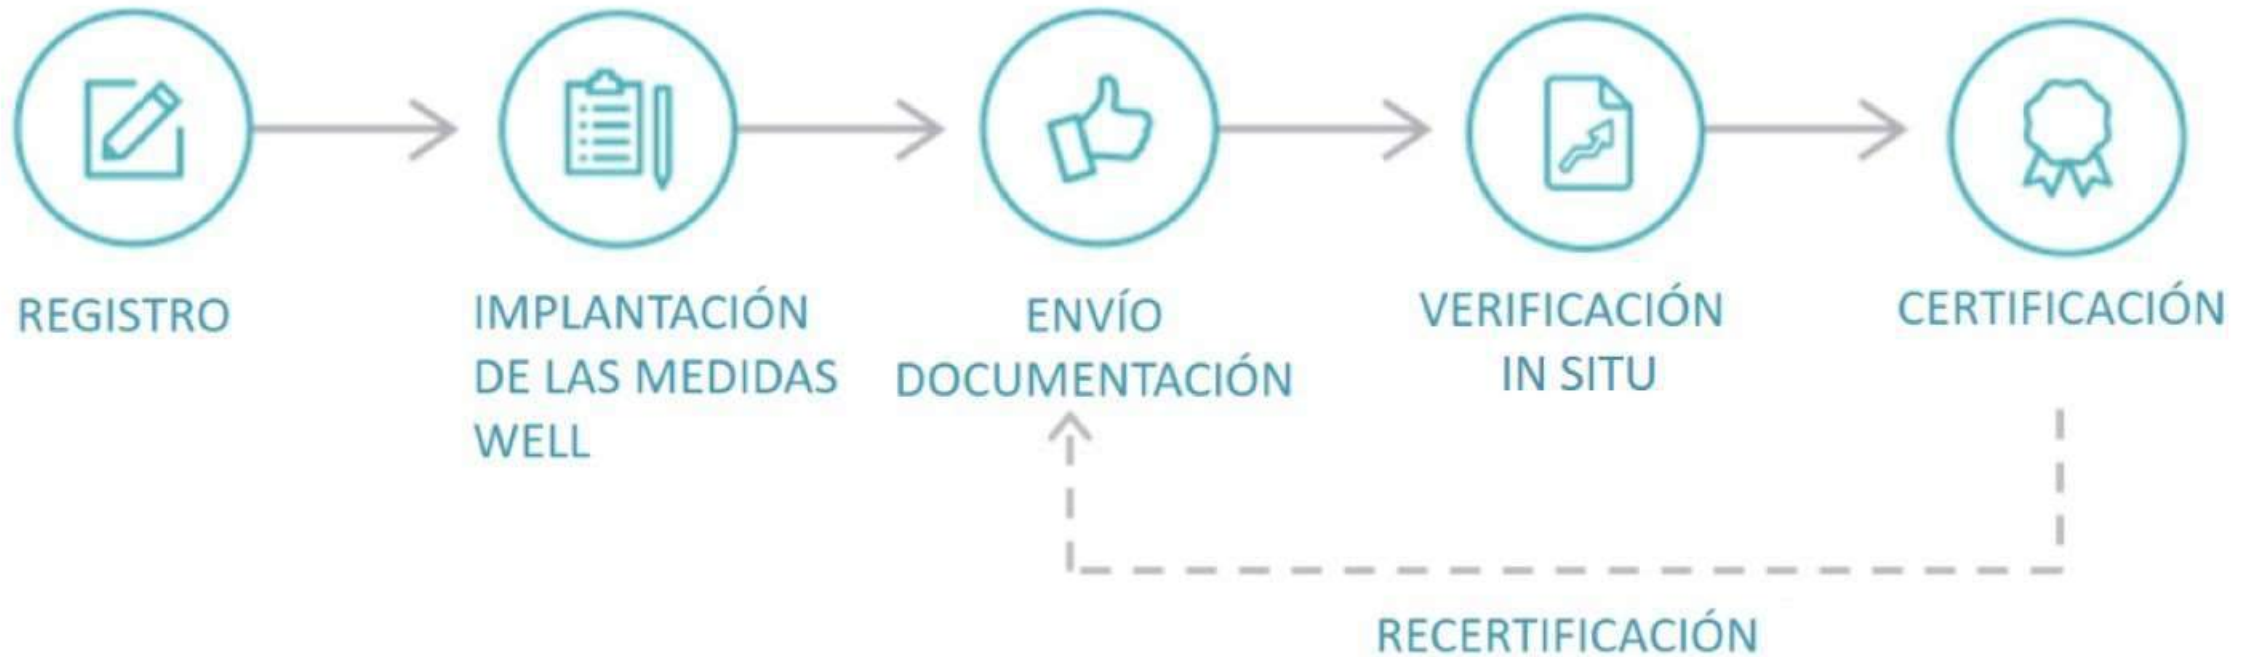 REGISTRO
IMPLANTACIÓN
DE LAS MEDIDAS
WELL
ENVÍO
DOCUMENTACIÓN
VERIFICACIÓN
IN SITU
CERTIFICACIÓN
RECERTIFICACIÓN